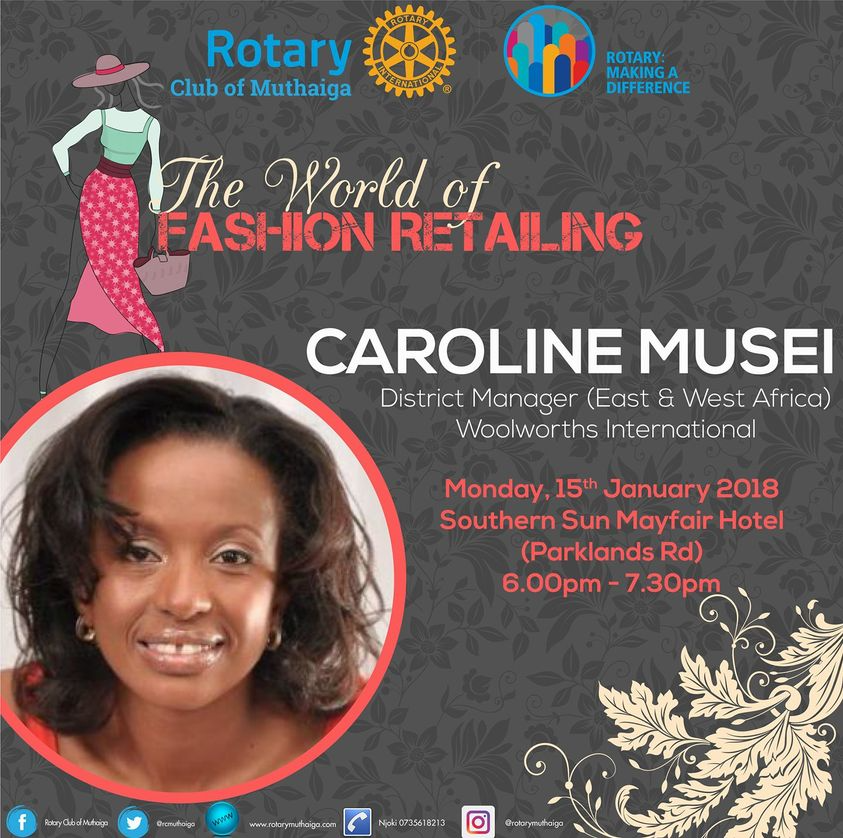 Rotary
Club of Muthaiga
ROTARY
INTERNATIONAL
®
ROTARY:
MAKING A
DIFFERENCE
The World of
FASHION RETAILING
CAROLINE MUSEI
District Manager (East & West Africa)
Woolworths International
Monday, 15th January 2018
Southern Sun Mayfair Hotel
(Parklands Rd)
6.00pm - 7.30pm
Rotary Club of Muthaiga @rcmuthaiga www www.rotarymuthaiga.com Njoki 0735618213 @rotarymuthaiga